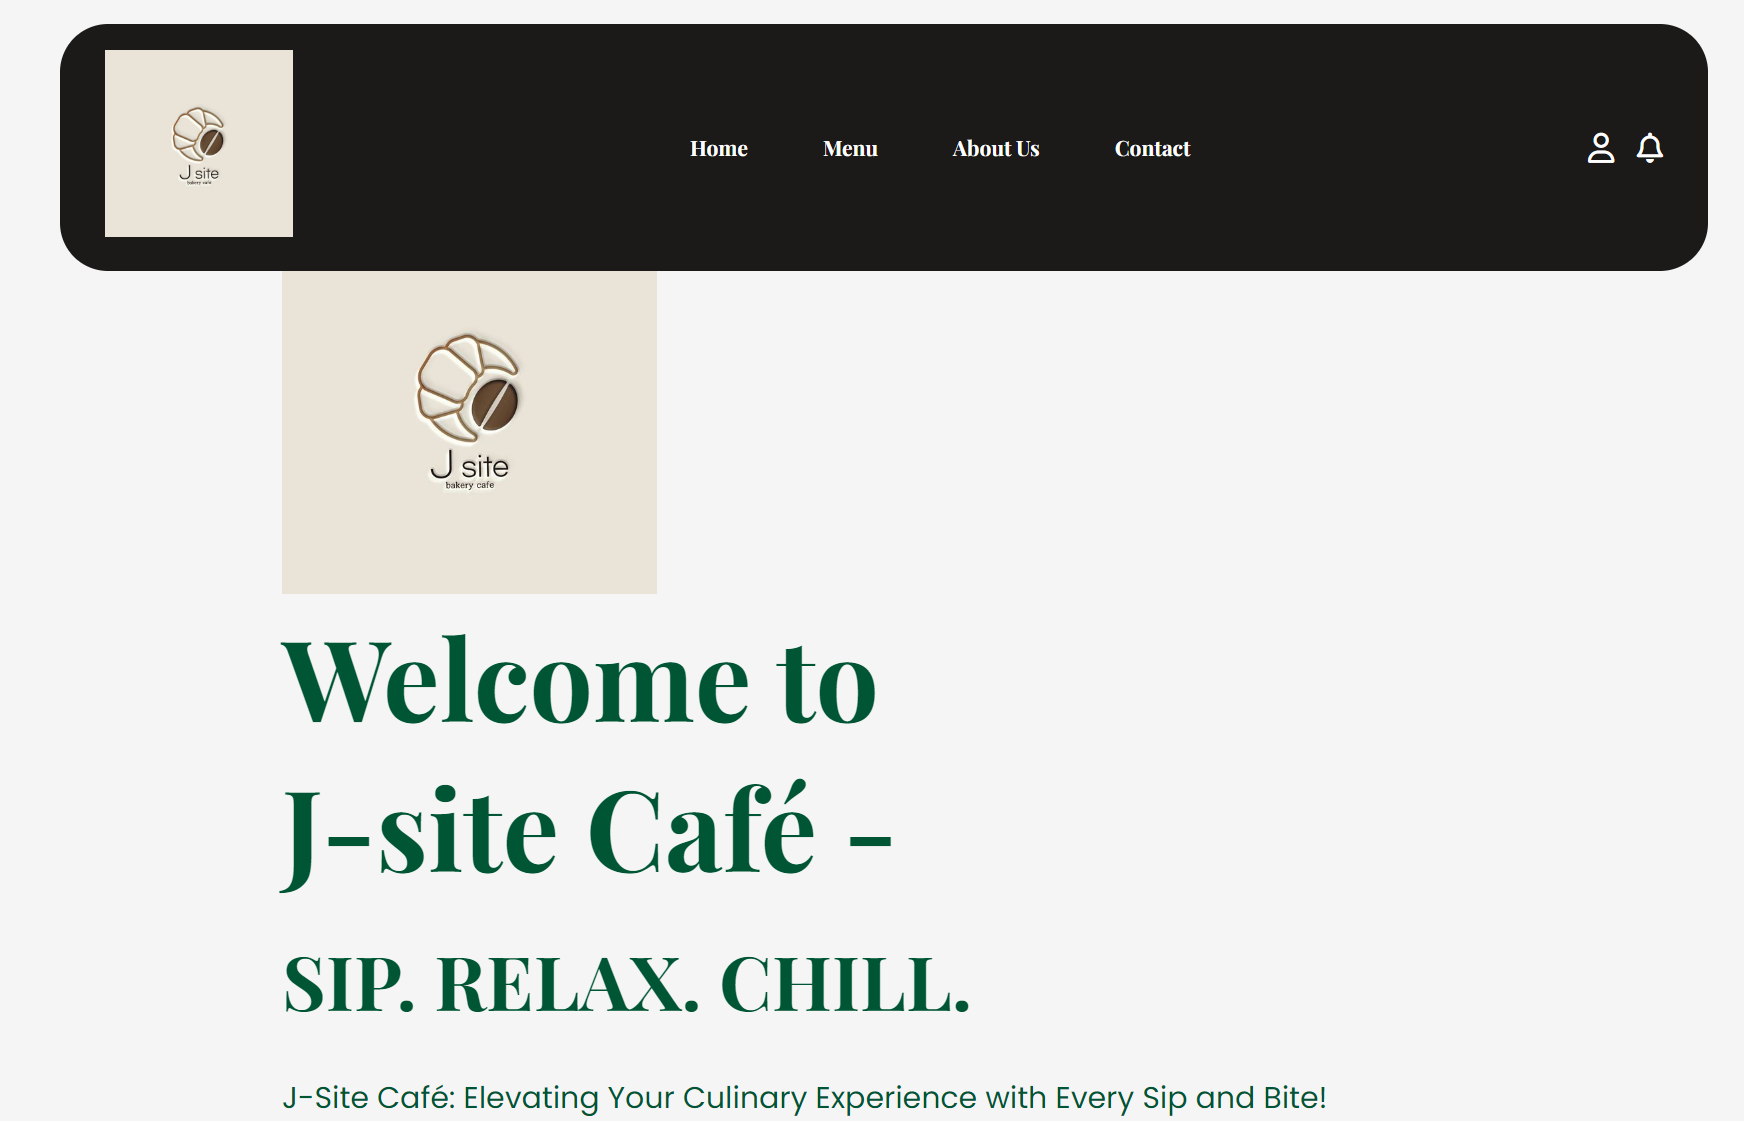 J site
bakery cafe
Home
Menu
About Us
Contact
J site
bakery cafe
Welcome to
J-site Café -
SIP. RELAX. CHILL.
J-Site Café: Elevating Your Culinary Experience with Every Sip and Bite!